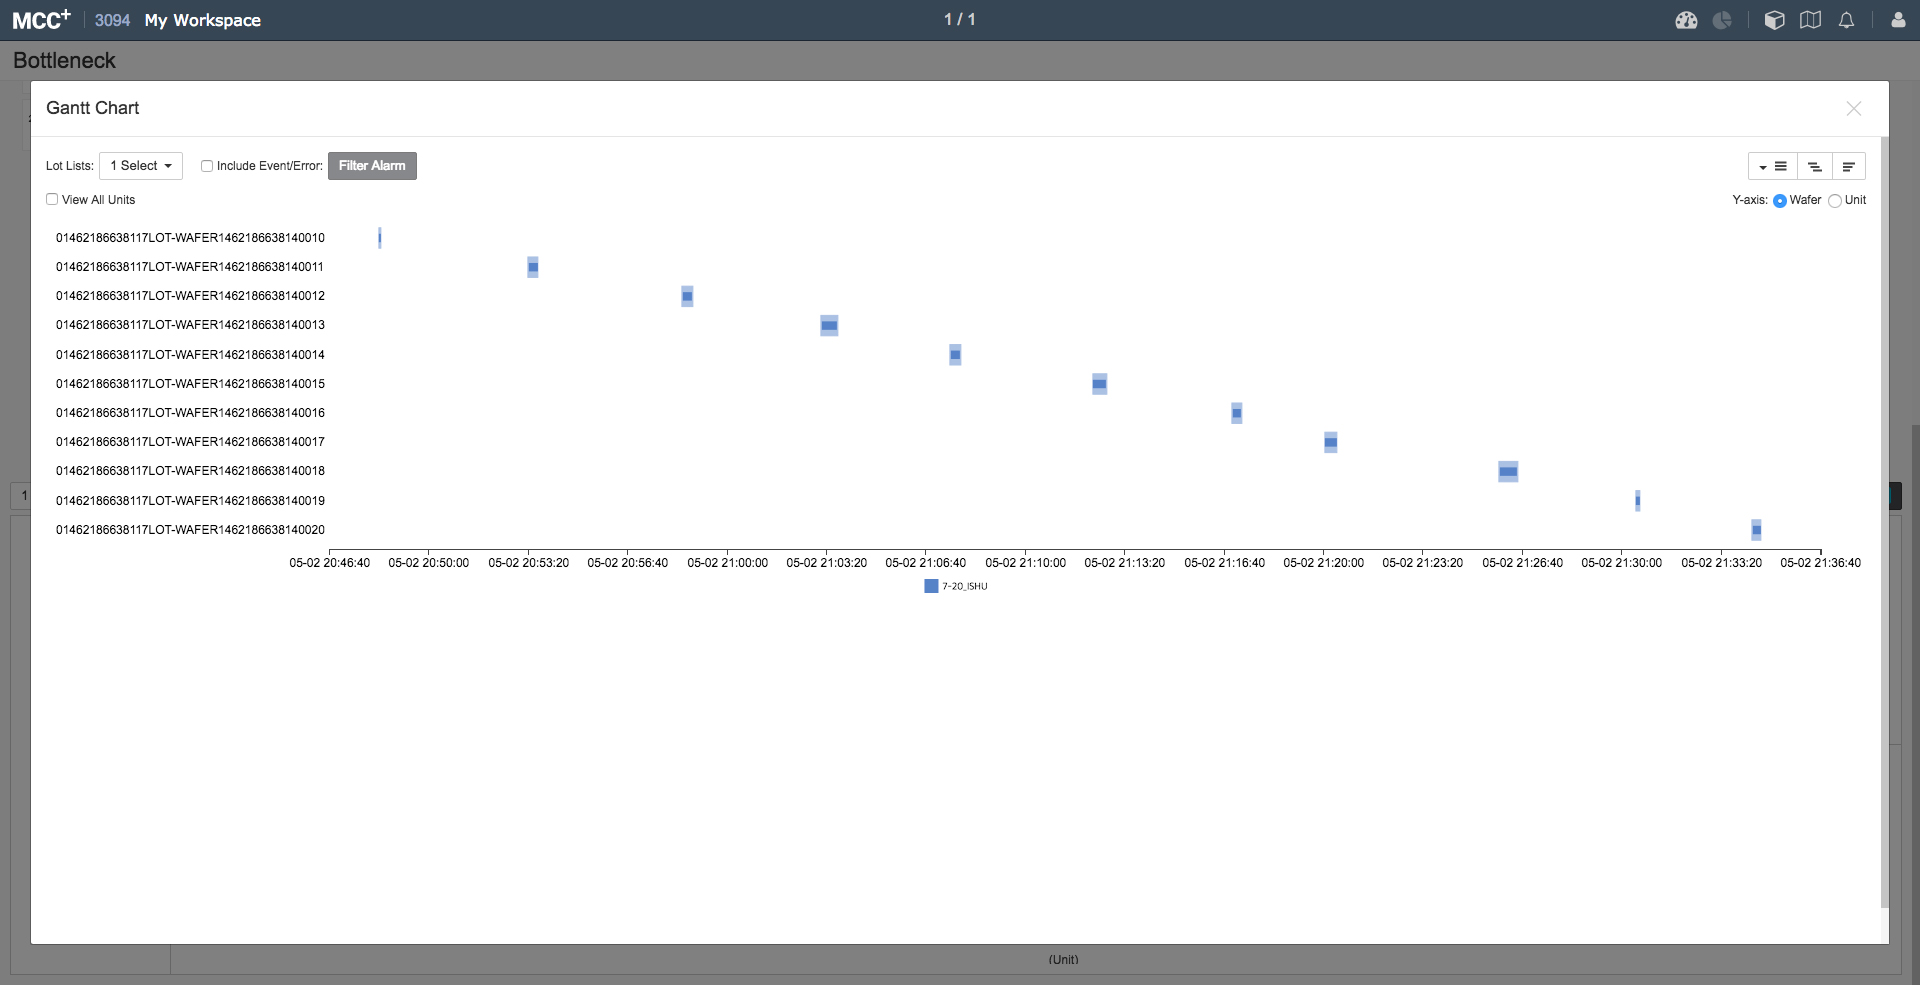 MCC+ 3094 My Workspace 1 / 1
Bottleneck
Gantt Chart
Lot Lists: 1 Select Include Event/Error: Filter Alarm
View All Units Y-axis: Wafer Unit
01462186638117LOT-WAFER1462186638140010
01462186638117LOT-WAFER1462186638140011
01462186638117LOT-WAFER1462186638140012
01462186638117LOT-WAFER1462186638140013
01462186638117LOT-WAFER1462186638140014
01462186638117LOT-WAFER1462186638140015
01462186638117LOT-WAFER1462186638140016
01462186638117LOT-WAFER1462186638140017
01462186638117LOT-WAFER1462186638140018
1
01462186638117LOT-WAFER1462186638140019
01462186638117LOT-WAFER1462186638140020
05-02 20:46:40 05-02 20:50:00 05-02 20:53:20 05-02 20:56:40 05-02 21:00:00 05-02 21:03:20 05-02 21:06:40 05-02 21:10:00 05-02 21:13:20 05-02 21:16:40 05-02 21:20:00 05-02 21:23:20 05-02 21:26:40 05-02 21:30:00 05-02 21:33:20 05-02 21:36:40
7-20_ISHU
(Unit)